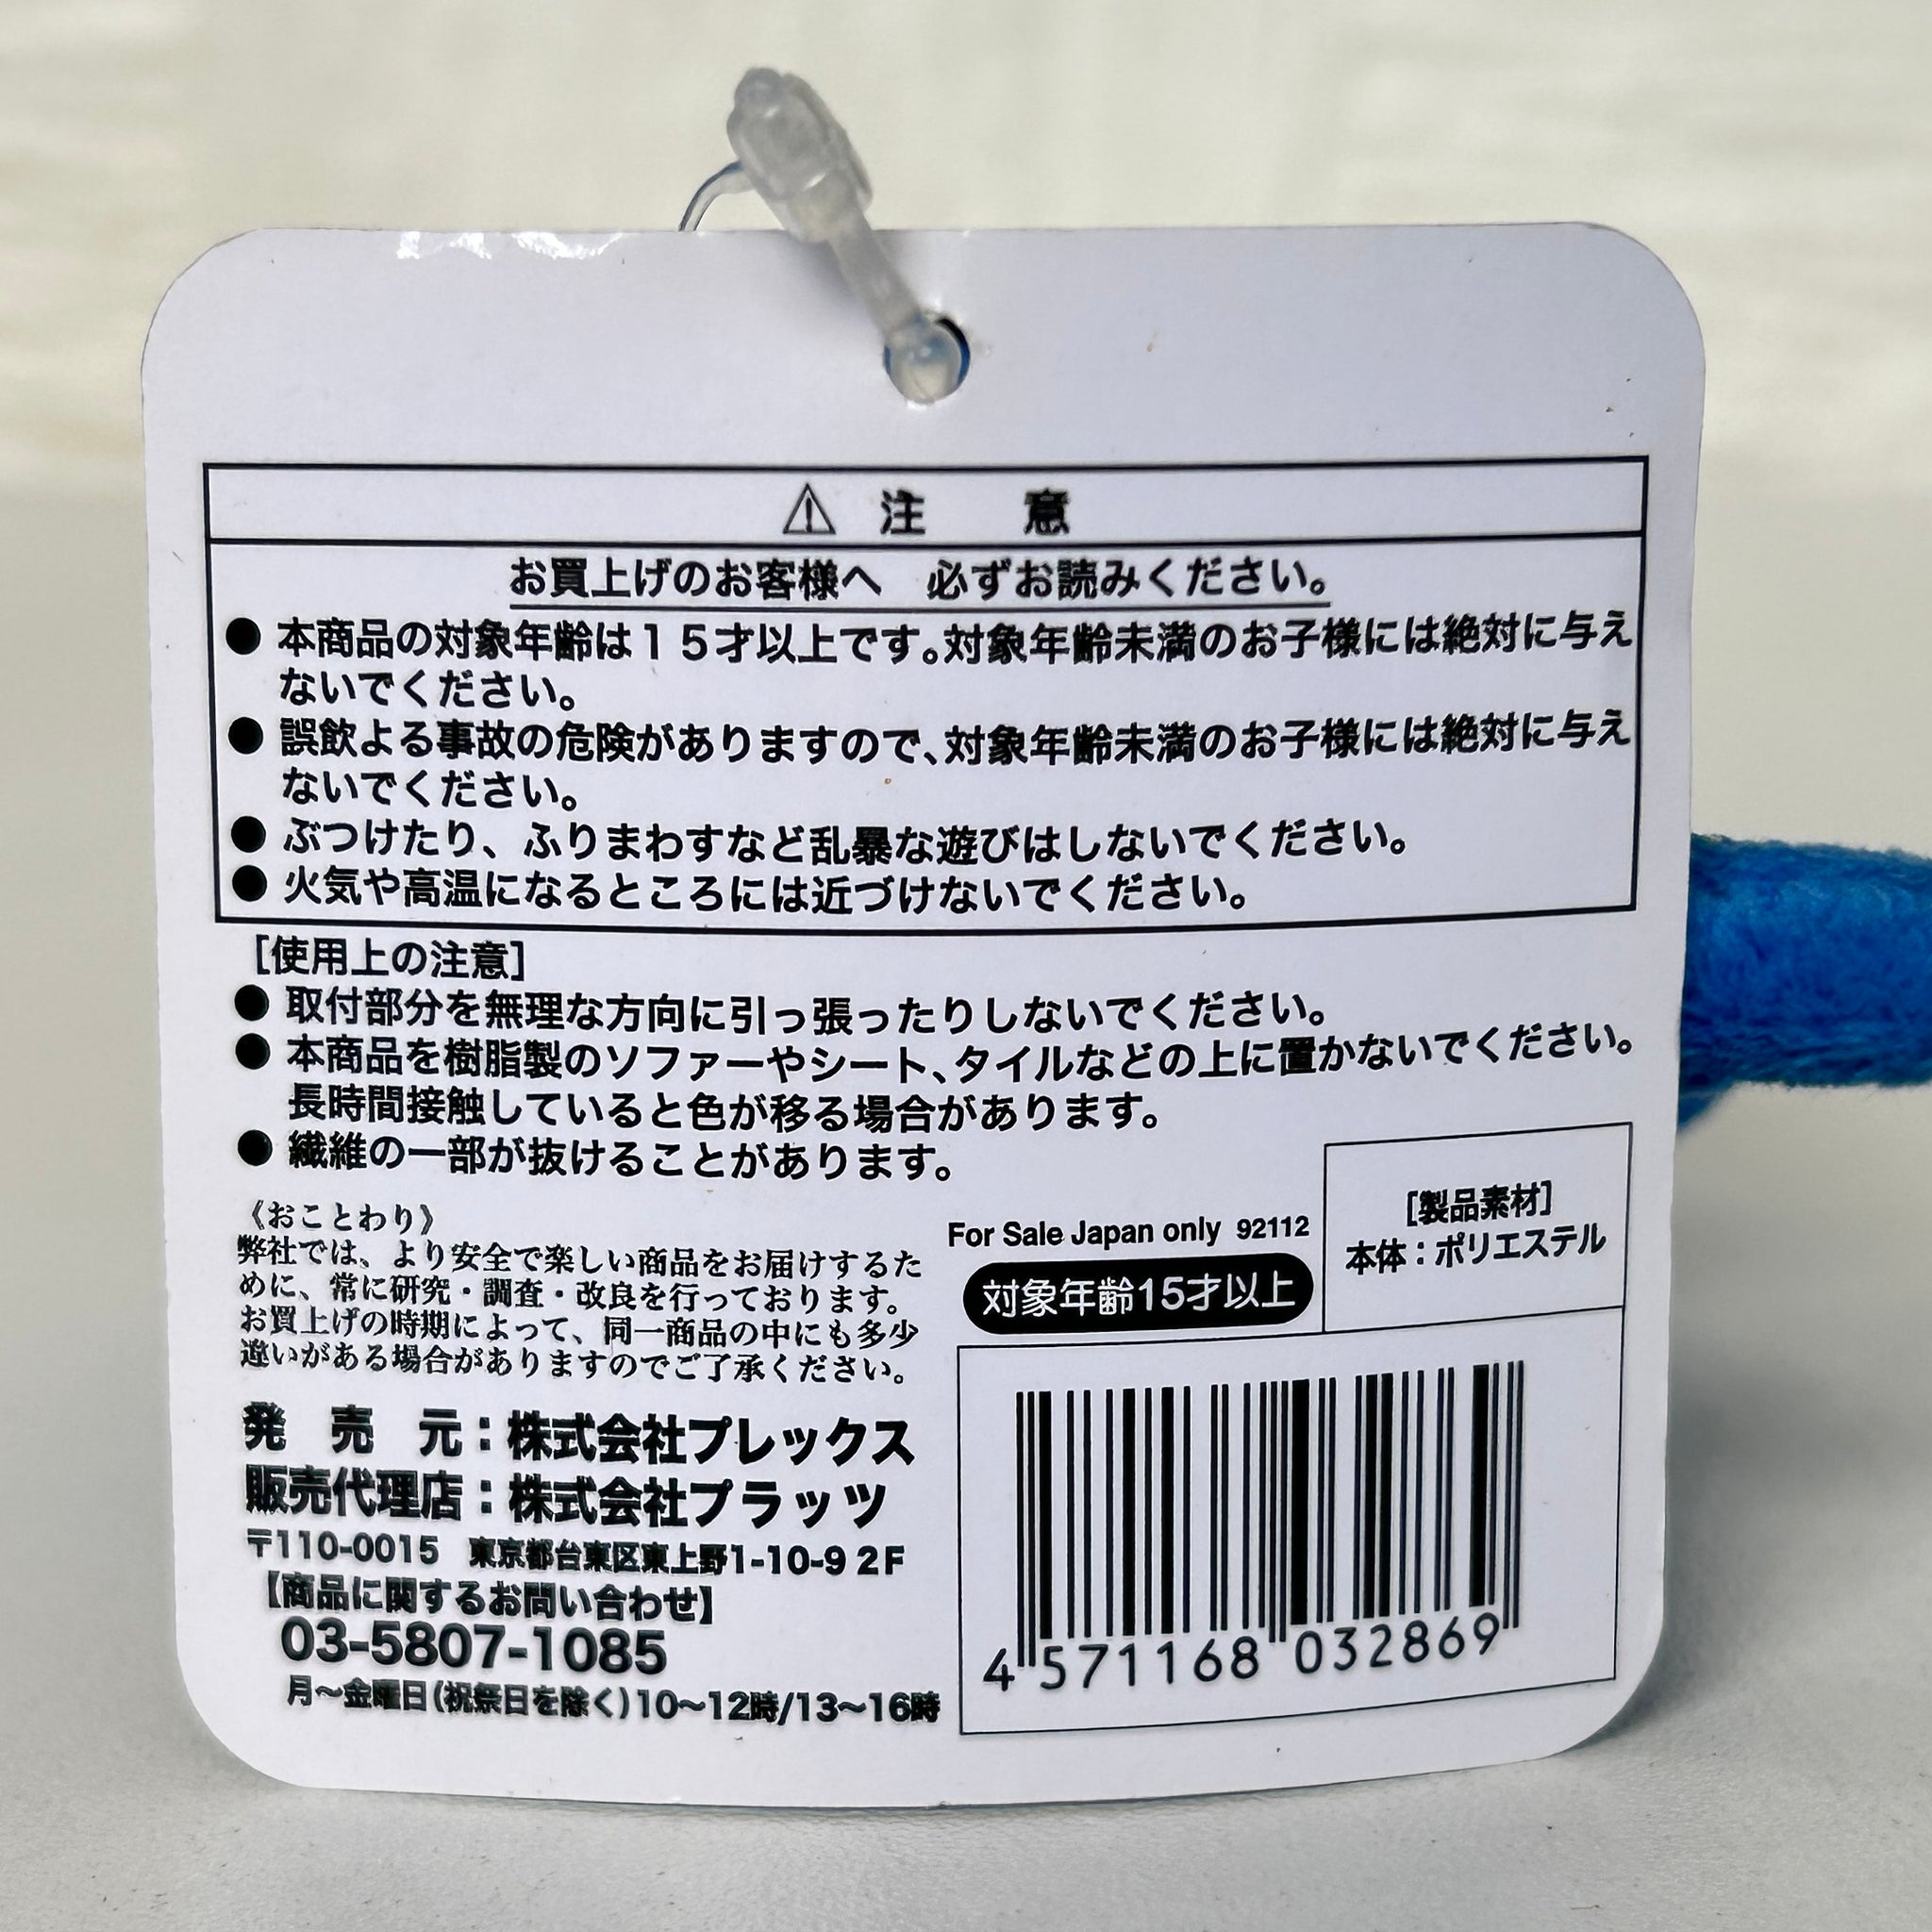 ⚠ 注 意
お買上げのお客様へ 必ずお読みください。
● 本商品の対象年齢は15才以上です。対象年齢未満のお子様には絶対に与え
ないでください。
● 誤飲よる事故の危険がありますので、対象年齢未満のお子様には絶対に与え
ないでください。
● ぶつけたり、ふりまわすなど乱暴な遊びはしないでください。
● 火気や高温になるところには近づけないでください。
[使用上の注意]
● 取付部分を無理な方向に引っ張ったりしないでください。
● 本商品を樹脂製のソファーやシート、タイルなどの上に置かないでください。
長時間接触していると色が移る場合があります。
● 繊維の一部が抜けることがあります。
《おことわり》
弊社では、より安全で楽しい商品をお届けするた
めに、常に研究・調査・改良を行っております。
お買上げの時期によって、同一商品の中にも多少
違いがある場合がありますのでご了承ください。
発 売 元：株式会社プレックス
販売代理店：株式会社プラッツ
〒110-0015 東京都台東区東上野1-10-9 2F
【商品に関するお問い合わせ】
03-5807-1085
月～金曜日(祝祭日を除く)10～12時/13～16時
For Sale Japan only 92112
対象年齢15才以上
[製品素材]
本体：ポリエステル
4 571168 032869